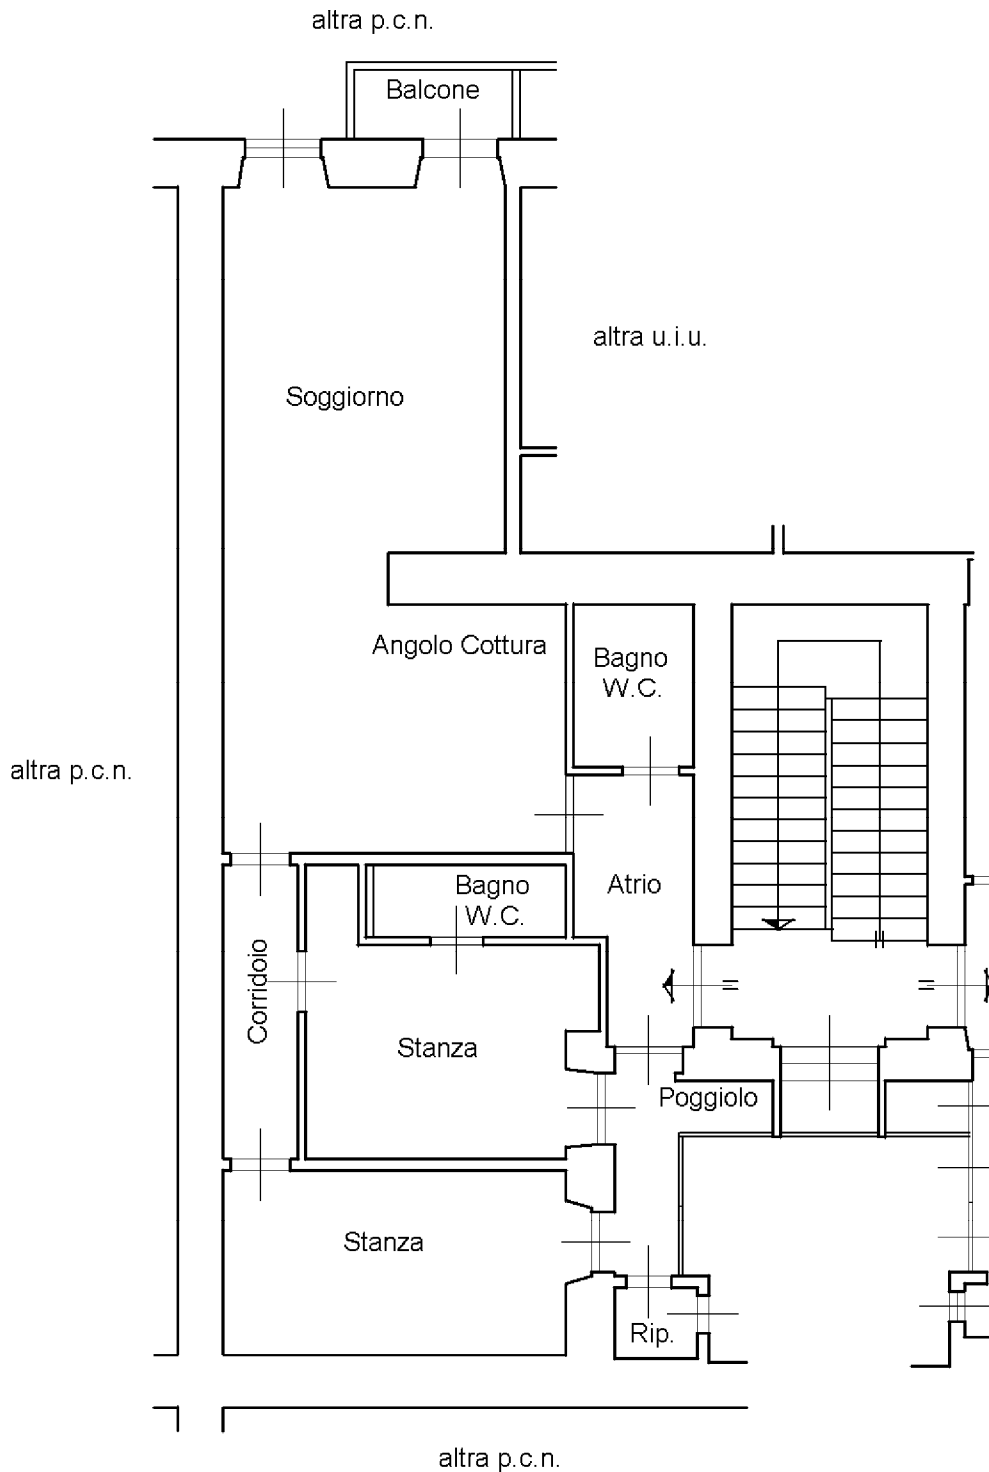 altra p.c.n.
Balcone
altra u.i.u.
Soggiorno
Angolo Cottura
Bagno
W.C.
altra p.c.n.
Bagno
W.C.
Atrio
Corridoio
Stanza
Poggiolo
Stanza
Rip.
altra p.c.n.